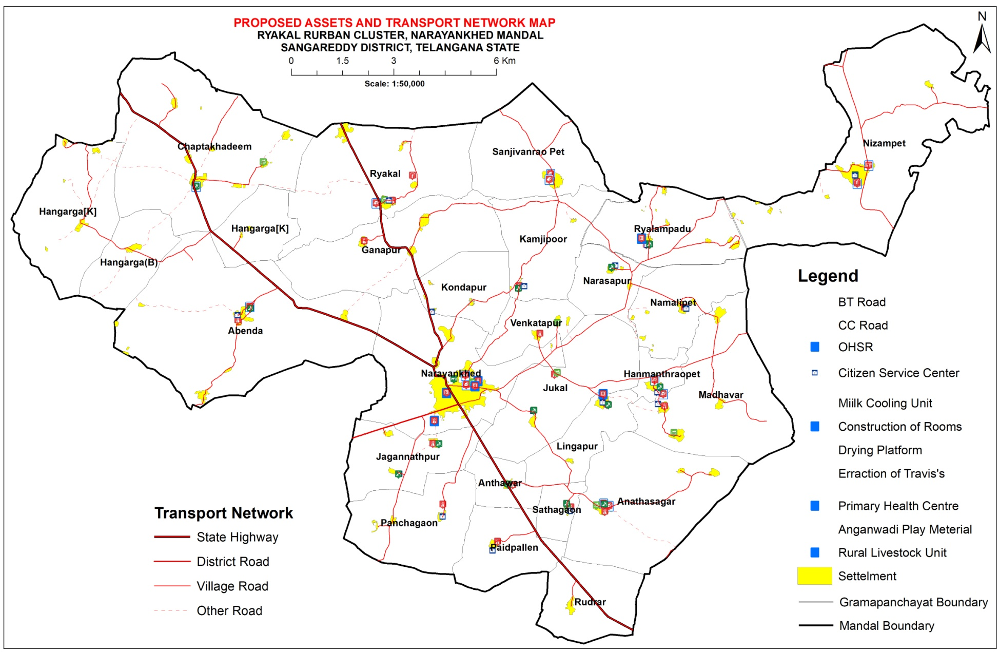 PROPOSED ASSETS AND TRANSPORT NETWORK MAP
RYAKAL RURBAN CLUSTER, NARAYANKHED MANDAL
SANGAREDDY DISTRICT, TELANGANA STATE
0 1.5 3 6 Km
Scale: 1:50,000
N
Chaptakhadeem
Sanjivanrao Pet
Nizampet
Ryakal
Hangarga[K]
Hangarga[K]
Ryalampadu
Kamjipoor
Ganapur
Hangarga(B)
Narasapur
Kondapur
Namalipet
Venkatapur
Abenda
Narayankhed
Hanmanthraopet
Jukal
Madhavar
Lingapur
Jagannathpur
Anthawar
Anathasagar
Sathagaon
Panchagaon
Paidpallen
Rudrar
Transport Network
State Highway
District Road
Village Road
Other Road
Legend
BT Road
CC Road
OHSR
Citizen Service Center
Miilk Cooling Unit
Construction of Rooms
Drying Platform
Erraction of Travis's
Primary Health Centre
Anganwadi Play Meterial
Rural Livestock Unit
Settelment
Gramapanchayat Boundary
Mandal Boundary